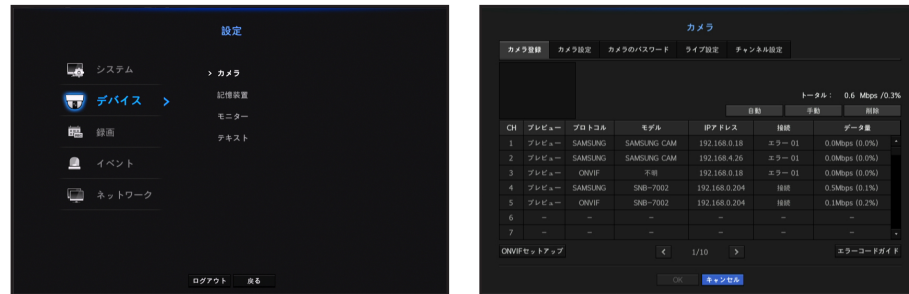 設定
システム
デバイス >
録画
イベント
ネットワーク
> カメラ
記憶装置
モニター
テキスト
ログアウト 戻る
カメラ
カメラ登録 カメラ設定 カメラのパスワード ライブ設定 チャンネル設定
トータル： 0.6 Mbps /0.3%
自動 手動 削除
CH プレビュー プロトコル モデル IPアドレス 接続 データ量
1 プレビュー SAMSUNG SAMSUNG CAM 192.168.0.18 エラー 01 0.0Mbps (0.0%)
2 プレビュー SAMSUNG SAMSUNG CAM 192.168.4.26 エラー 01 0.0Mbps (0.0%)
3 プレビュー ONVIF 不明 192.168.0.18 エラー 01 0.0Mbps (0.0%)
4 プレビュー SAMSUNG SNB-7002 192.168.0.204 接続 0.5Mbps (0.1%)
5 プレビュー ONVIF SNB-7002 192.168.0.204 接続 0.1Mbps (0.2%)
6 – – – – – –
7 – – – – – –
ONVIFセットアップ < 1/10 > エラーコードガイド
OK キャンセル